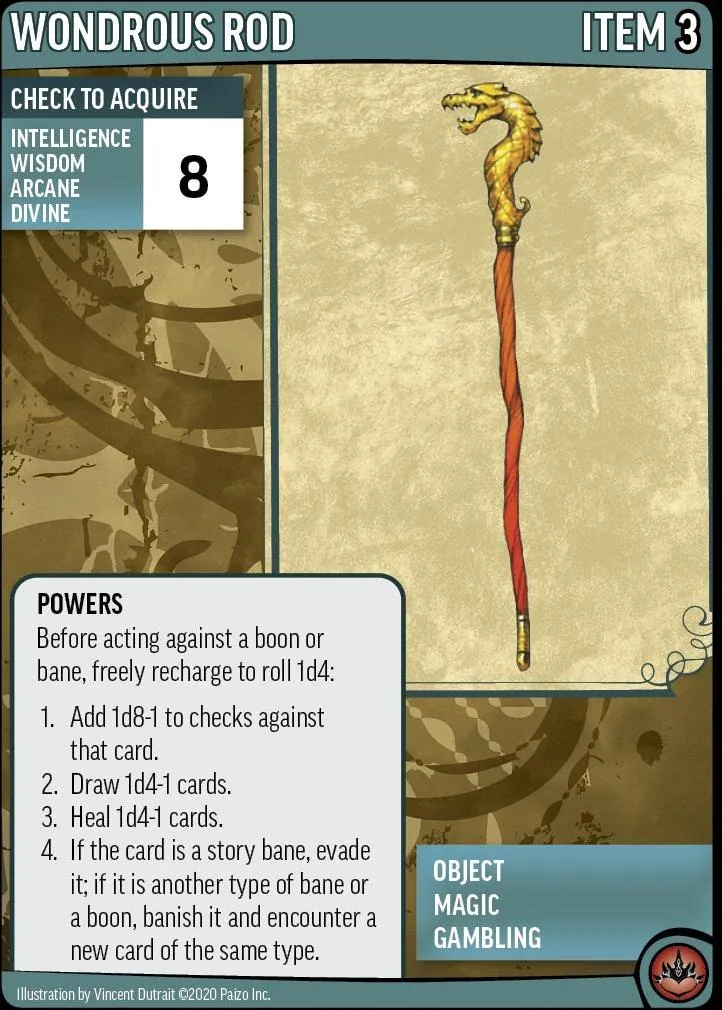 WONDROUS ROD
ITEM 3
CHECK TO ACQUIRE
INTELLIGENCE
WISDOM
ARCANE
DIVINE
8
POWERS
Before acting against a boon or
bane, freely recharge to roll 1d4:
1. Add 1d8-1 to checks against
that card.
2. Draw 1d4-1 cards.
3. Heal 1d4-1 cards.
4. If the card is a story bane, evade
it; if it is another type of bane or
a boon, banish it and encounter a
new card of the same type.
OBJECT
MAGIC
GAMBLING
Illustration by Vincent Dutrait ©2020 Paizo Inc.